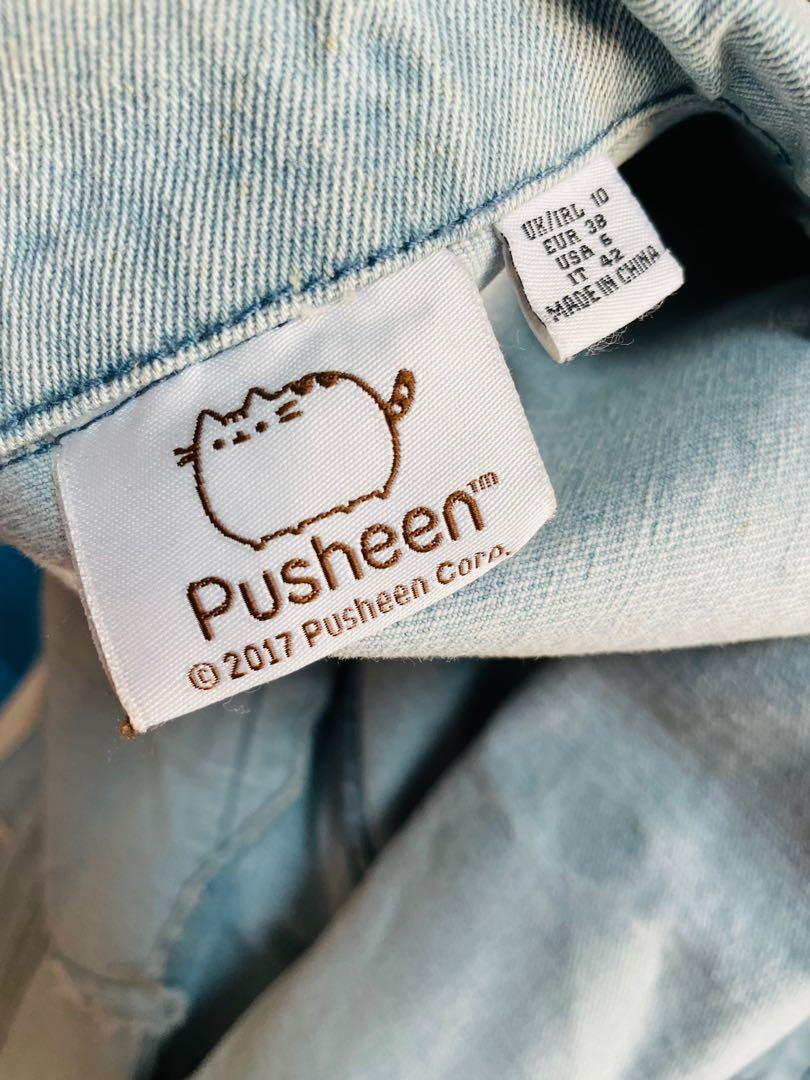 UK/IRL 10
EUR 38
USA 6
IT 42
MADE IN CHINA
Pusheen™
© 2017 Pusheen Corp.